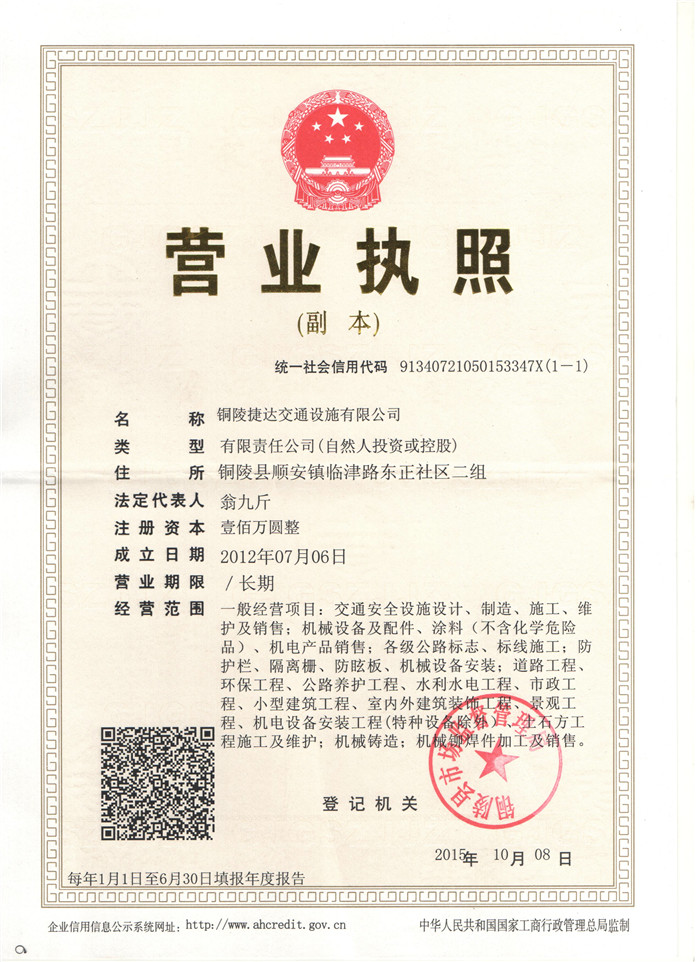 营业执照
(副 本)
统一社会信用代码 91340721050153347X(1-1)
名 称 铜陵捷达交通设施有限公司
类 型 有限责任公司(自然人投资或控股)
住 所 铜陵县顺安镇临津路东正社区二组
法定代表人 翁九斤
注册资本 壹佰万圆整
成立日期 2012年07月06日
营业期限 / 长期
经营范围 一般经营项目：交通安全设施设计、制造、施工、维
护及销售；机械设备及配件、涂料（不含化学危险
品）、机电产品销售；各级公路标志、标线施工；防
护栏、隔离栅、防眩板、机械设备安装；道路工程、
环保工程、公路养护工程、水利水电工程、市政工
程、小型建筑工程、室内外建筑装饰工程、景观工
程、机电设备安装工程(特种设备除外）、土石方工
程施工及维护；机械铸造；机械铆焊件加工及销售。
铜陵县市场监督管理局
登记机关
2015年 10月 08日
每年1月1日至6月30日填报年度报告
企业信用信息公示系统网址：http://www.ahcredit.gov.cn
中华人民共和国国家工商行政管理总局监制